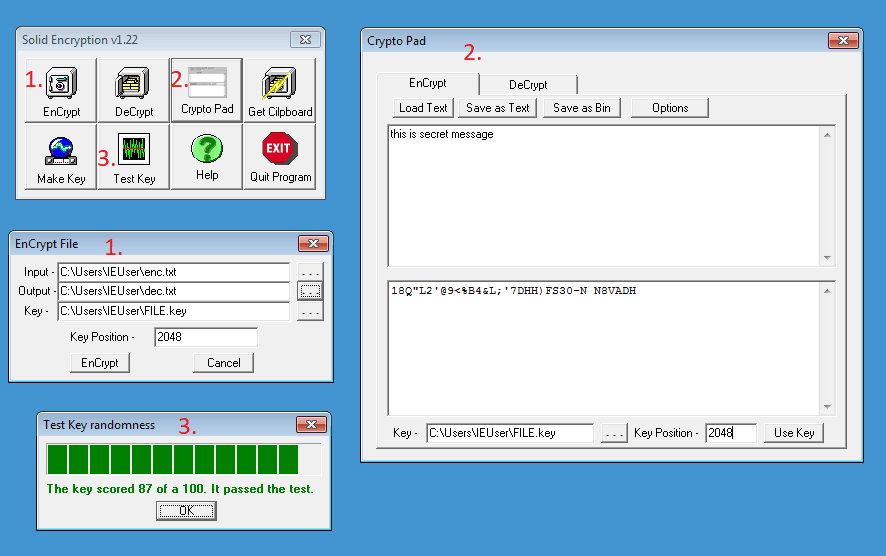 Solid Encryption v1.22
1. 2.
EnCrypt DeCrypt Crypto Pad Get Cilpboard
3.
Make Key Test Key Help Quit Program
EXIT
EnCrypt File 1.
Input - C:\Users\IEUser\enc.txt . . .
Output - C:\Users\IEUser\dec.txt . . .
Key - C:\Users\IEUser\FILE.key . . .
Key Position - 2048
EnCrypt Cancel
Test Key randomness 3.
The key scored 87 of a 100. It passed the test.
OK
Crypto Pad 2.
EnCrypt DeCrypt
Load Text Save as Text Save as Bin Options
this is secret message
18Q"L2'@9<%B4&L;'7DHH)FS30-N N8VADH
Key - C:\Users\IEUser\FILE.key . . . Key Position - 2048 Use Key